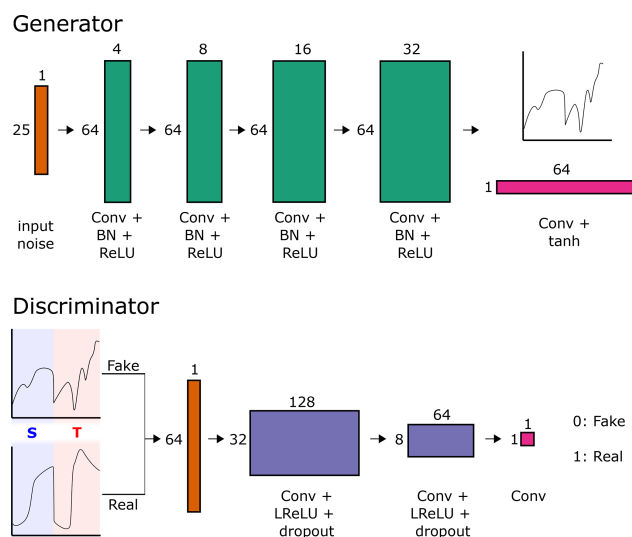 Generator
1
25
input
noise
4
64
Conv +
BN +
ReLU
8
64
Conv +
BN +
ReLU
16
64
Conv +
BN +
ReLU
32
64
Conv +
BN +
ReLU
64
1
Conv +
tanh
Discriminator
Fake
S
T
Real
1
64
128
32
Conv +
LReLU +
dropout
64
8
Conv +
LReLU +
dropout
1
1
Conv
0: Fake
1: Real